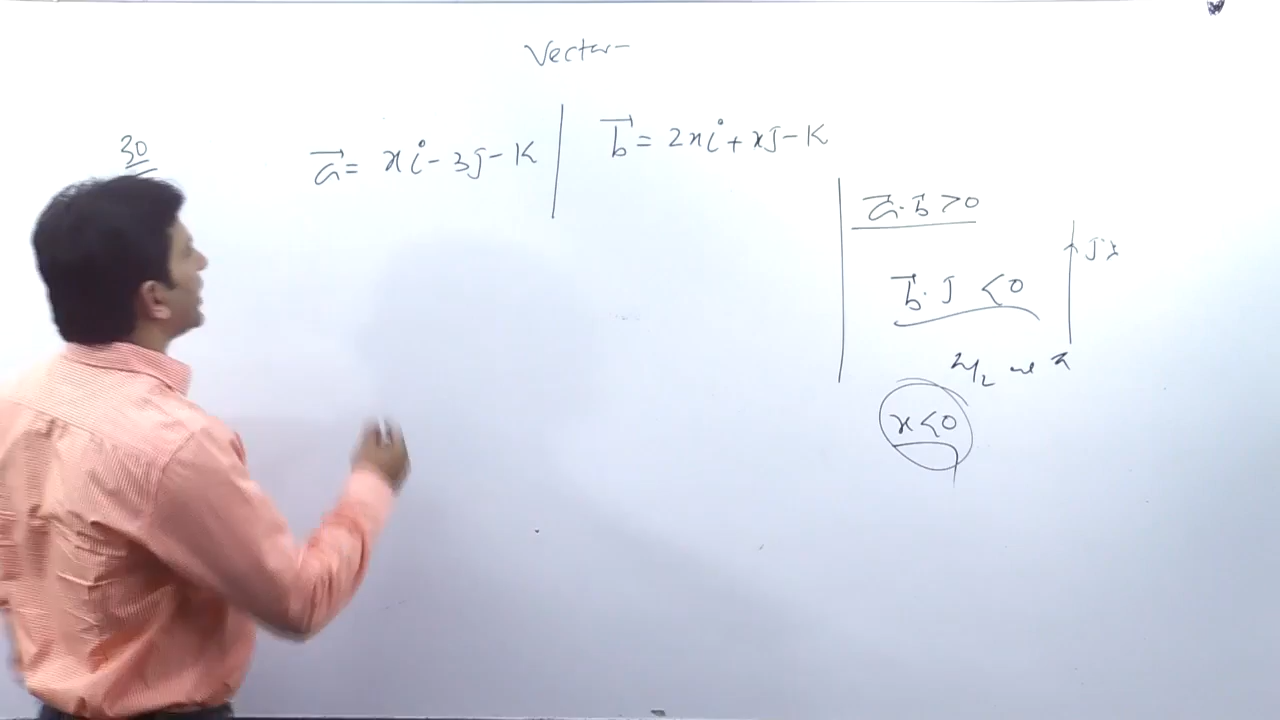 Vector
30
a⃗ = xi - 3j - k
b⃗ = 2xi + xj - k
a⃗.b⃗ > 0
b⃗.j < 0
x < 0